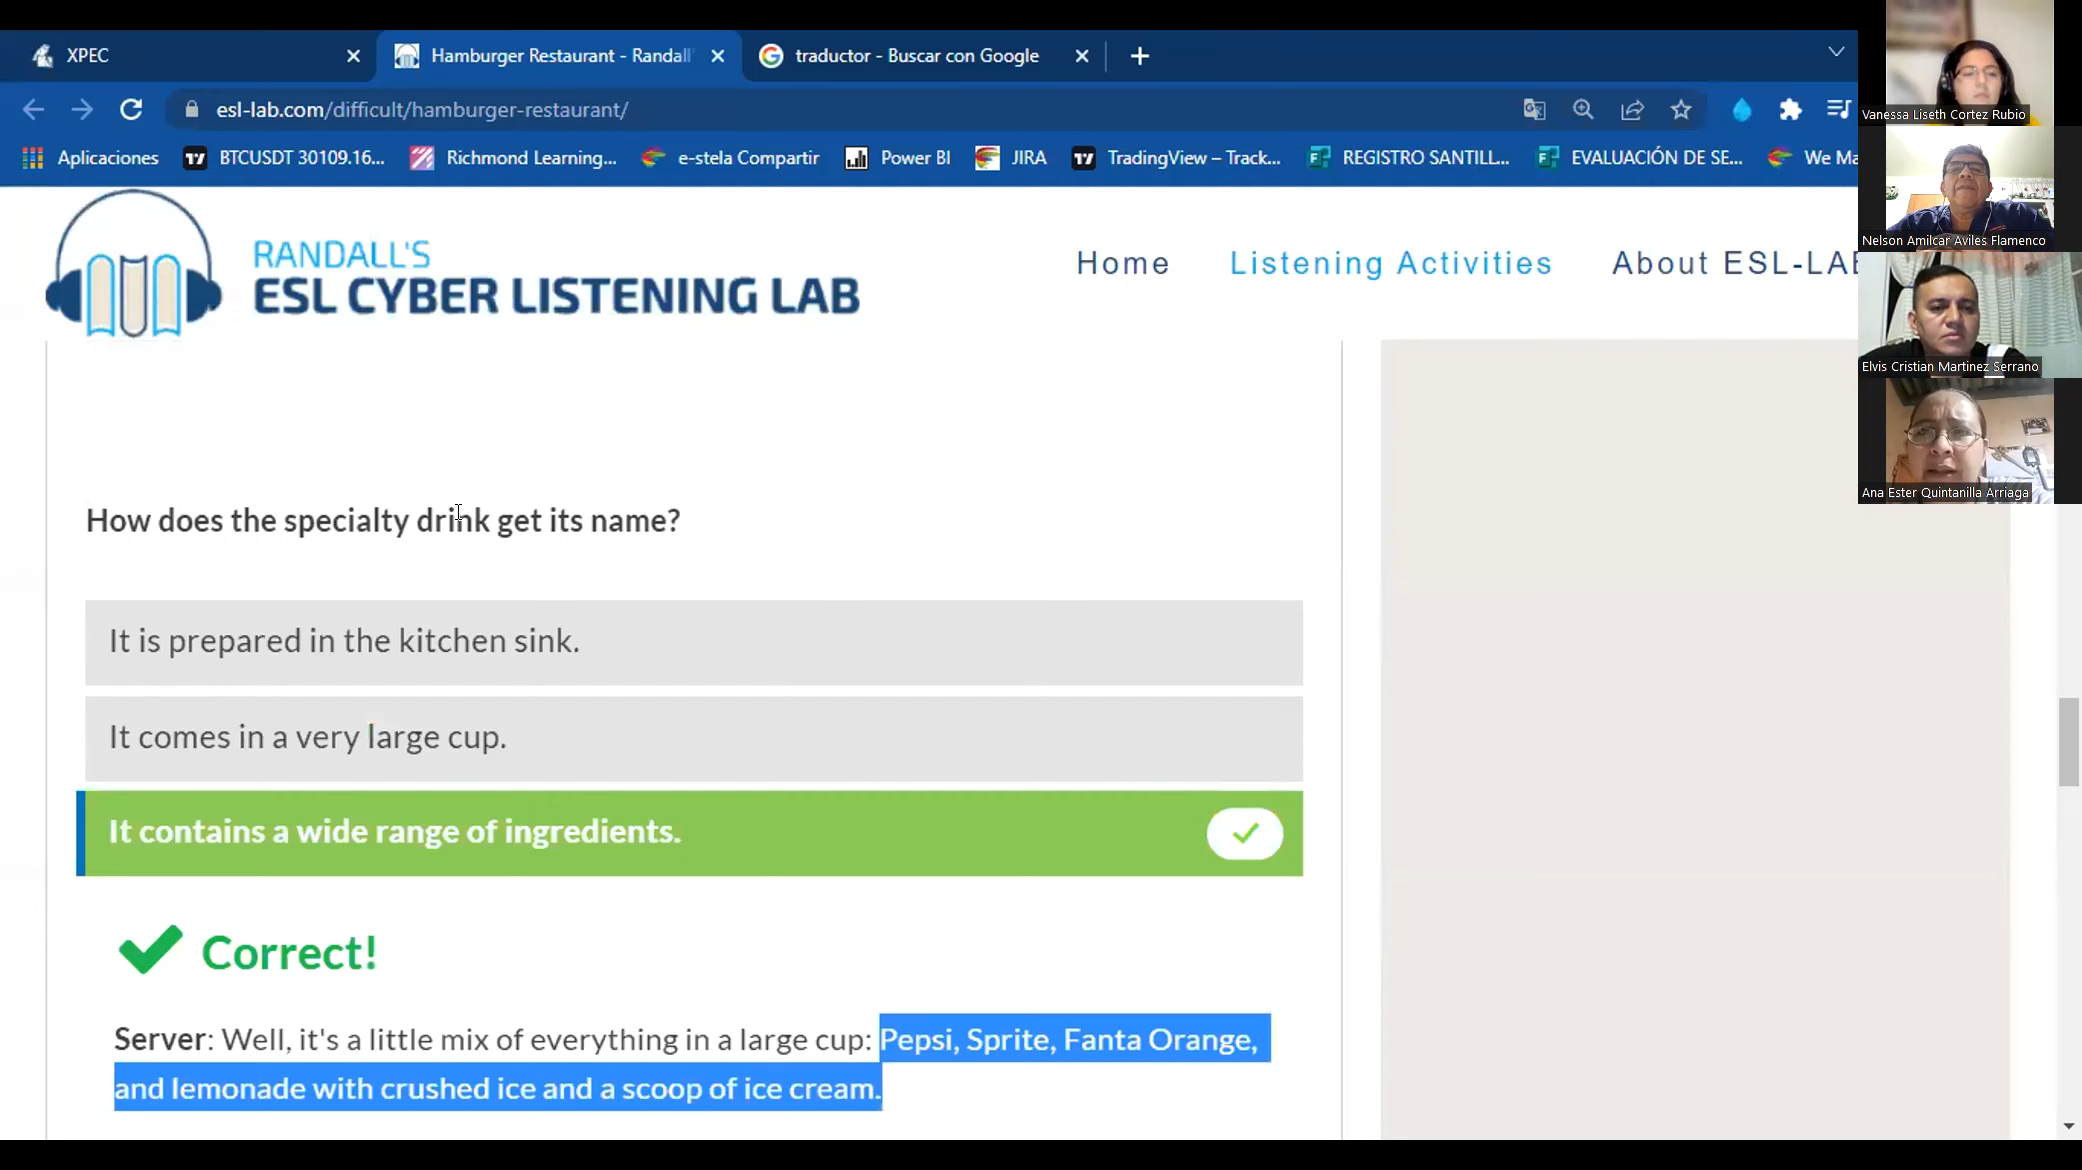 XPEC
Hamburger Restaurant - Randall'
traductor - Buscar con Google
esl-lab.com/difficult/hamburger-restaurant/
Aplicaciones
BTCUSDT 30109.16...
Richmond Learning...
e-stela Compartir
Power BI
JIRA
TradingView – Track...
REGISTRO SANTILL...
EVALUACIÓN DE SE...
We Ma
RANDALL'S
ESL CYBER LISTENING LAB
Home
Listening Activities
About ESL-LAB
Vanessa Liseth Cortez Rubio
Nelson Amilcar Aviles Flamenco
Elvis Cristian Martinez Serrano
Ana Ester Quintanilla Arriaga
How does the specialty drink get its name?
It is prepared in the kitchen sink.
It comes in a very large cup.
It contains a wide range of ingredients.
Correct!
Server: Well, it's a little mix of everything in a large cup: Pepsi, Sprite, Fanta Orange,
and lemonade with crushed ice and a scoop of ice cream.